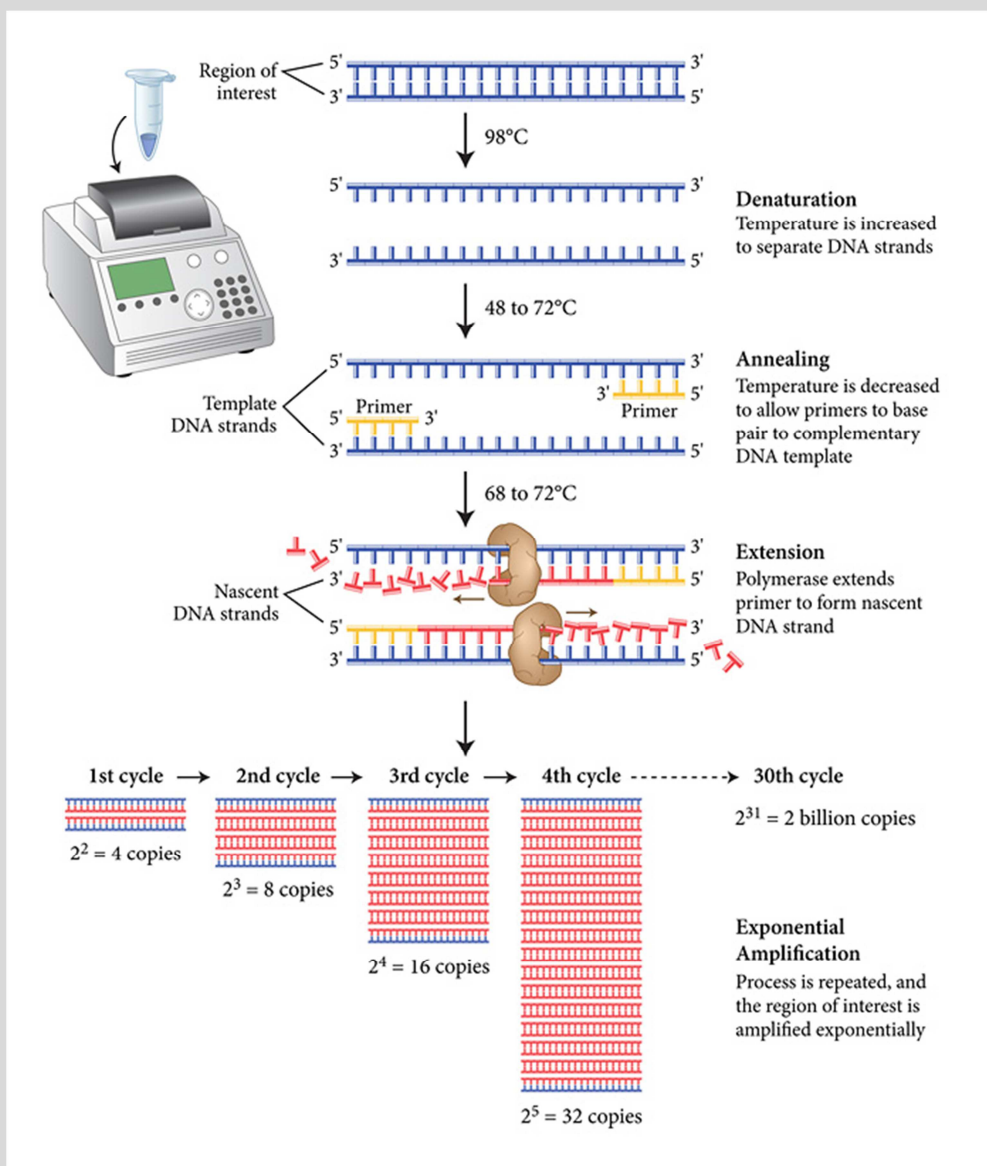 Region of
interest
5'
3'
3'
5'
98°C
5'
3'
3'
5'
Denaturation
Temperature is increased
to separate DNA strands
48 to 72°C
5'
3'
3'
5'
Primer
Template
DNA strands
Primer
5'
3'
3'
5'
Annealing
Temperature is decreased
to allow primers to base
pair to complementary
DNA template
68 to 72°C
5'
3'
3'
5'
Nascent
DNA strands
5'
3'
3'
5'
Extension
Polymerase extends
primer to form nascent
DNA strand
1st cycle
2nd cycle
3rd cycle
4th cycle
30th cycle
2² = 4 copies
2³ = 8 copies
2⁴ = 16 copies
2⁵ = 32 copies
2³¹ = 2 billion copies
Exponential
Amplification
Process is repeated, and
the region of interest is
amplified exponentially